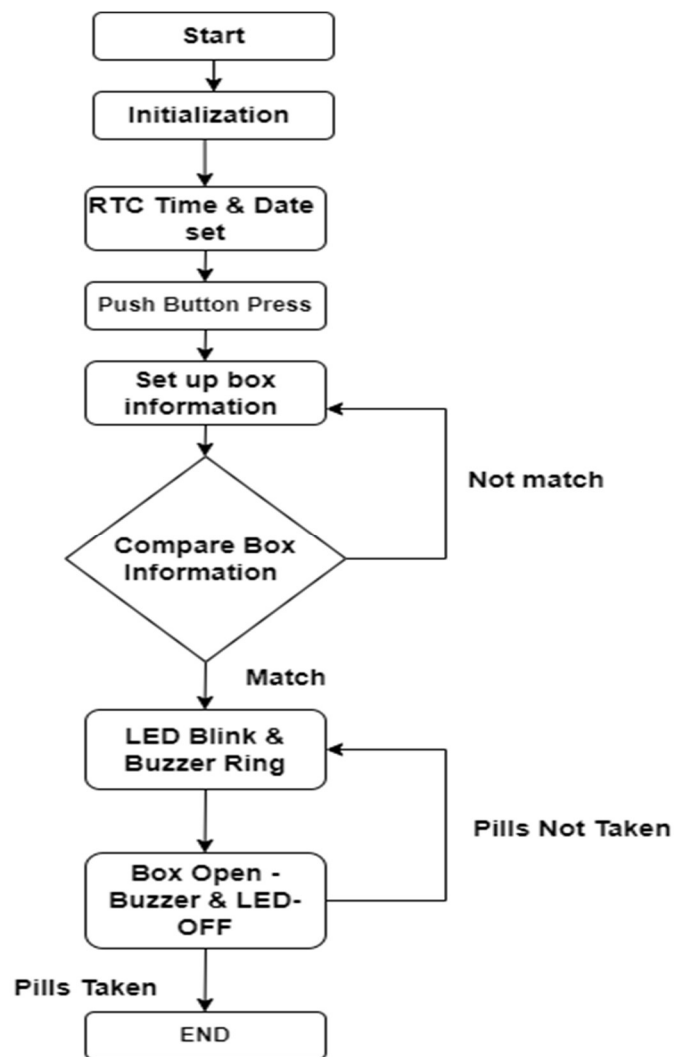 Start
Initialization
RTC Time & Date
set
Push Button Press
Set up box
information
Not match
Compare Box
Information
Match
LED Blink &
Buzzer Ring
Pills Not Taken
Box Open -
Buzzer & LED-
OFF
Pills Taken
END